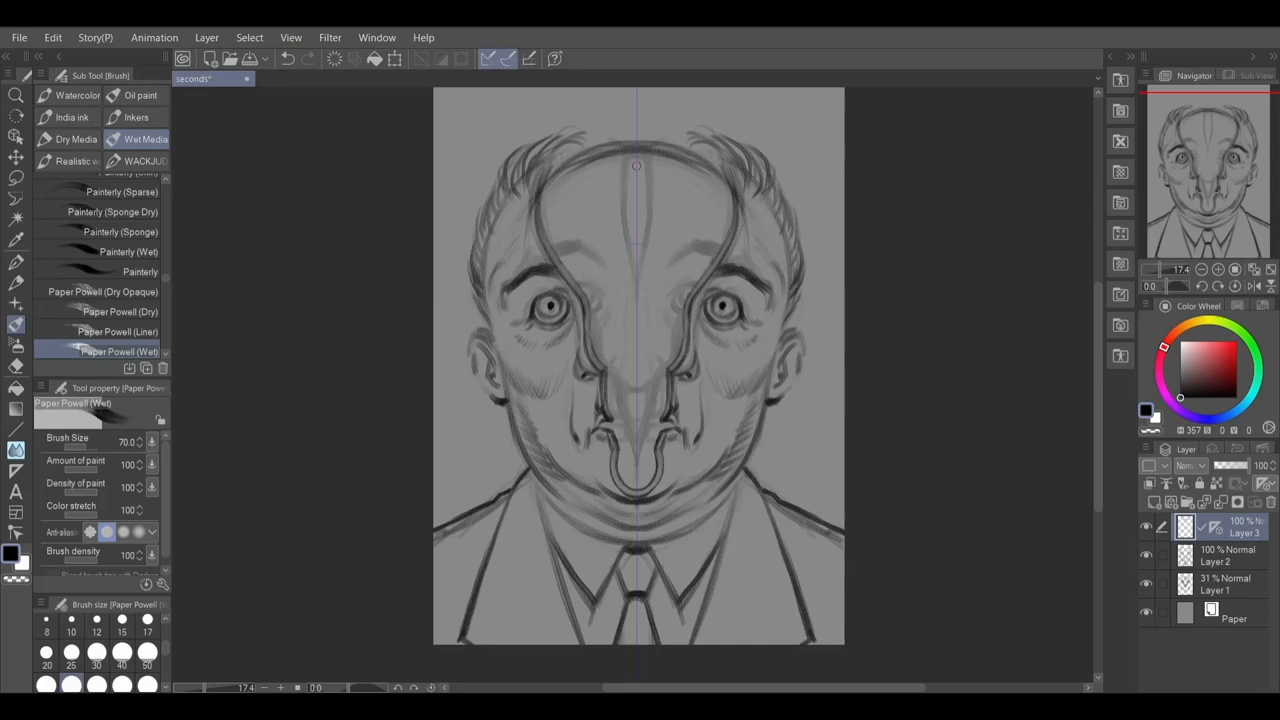 File Edit Story(P) Animation Layer Select View Filter Window Help
Sub Tool [Brush]
seconds*
Navigator Sub View
Watercolor Oil paint
India ink Inkers
Dry Media Wet Media
Realistic WACKJUD
Painterly (Sparse)
Painterly (Sponge Dry)
Painterly (Sponge)
Painterly (Wet)
Painterly
Paper Powell (Dry Opaque)
Paper Powell (Dry)
Paper Powell (Liner)
Paper Powell (Wet)
Tool property [Paper Powe
Paper Powell (Wet)
Brush Size 70.0
Amount of paint 100
Density of paint 100
Color stretch 100
Anti-alias
Brush density 100
Brush size [Paper Powell (W
8 10 12 15 17
20 25 30 40 50
17.4 0.0
17.4
0.0
Color Wheel
H 357 S 0 V 0
Layer
Norm 100
100 % No
Layer 3
100 % Normal
Layer 2
31 % Normal
Layer 1
Paper